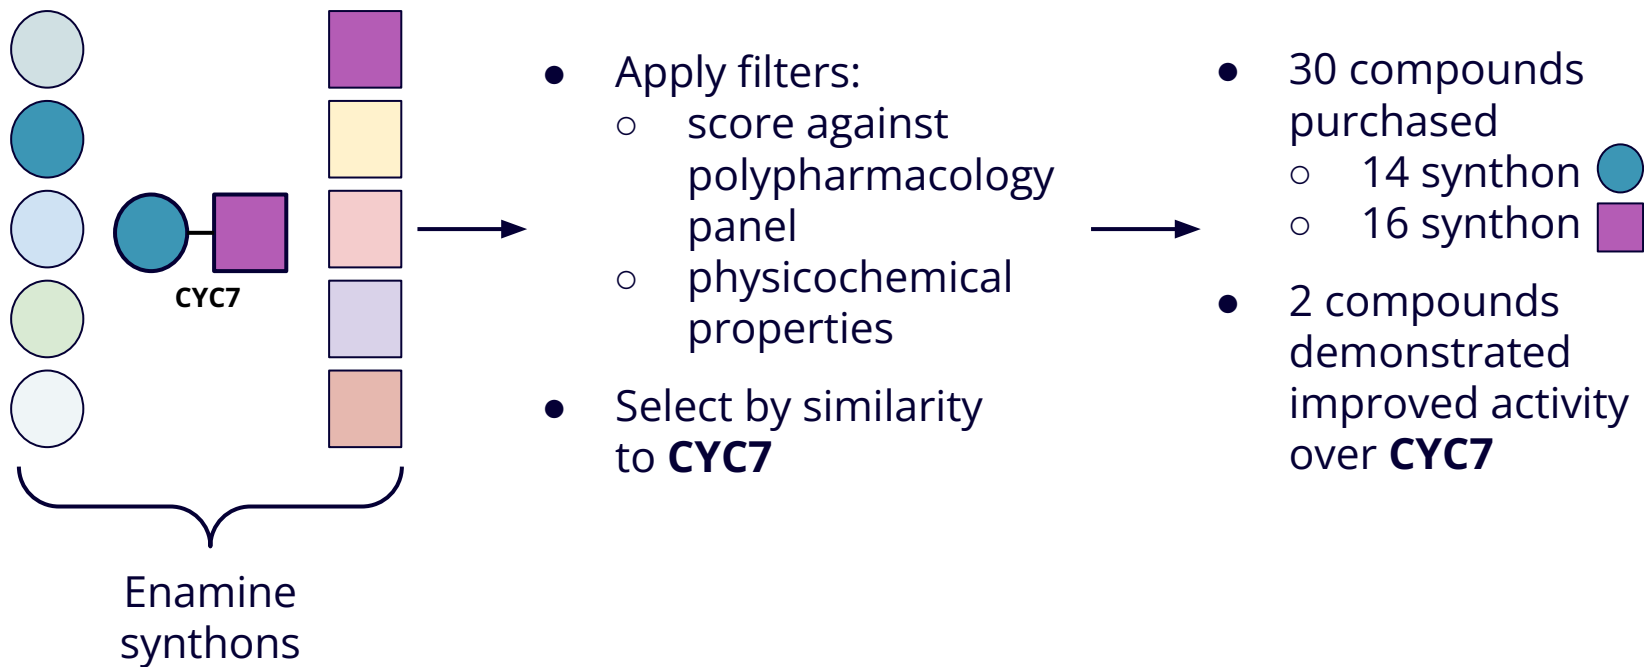 CYC7
Enamine
synthons
● Apply filters:
○ score against
polypharmacology
panel
○ physicochemical
properties
● Select by similarity
to CYC7
● 30 compounds
purchased
○ 14 synthon
○ 16 synthon
● 2 compounds
demonstrated
improved activity
over CYC7